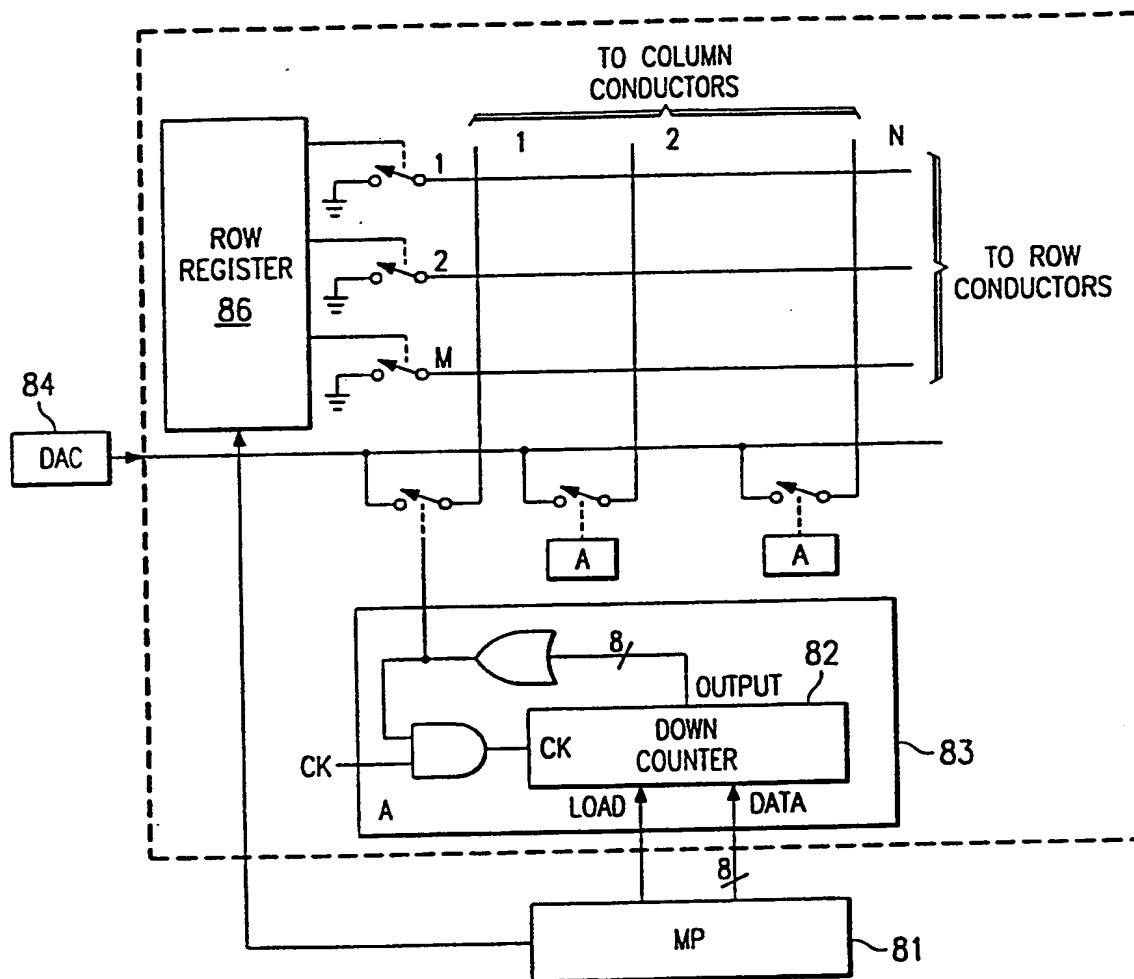 TO COLUMN
CONDUCTORS
1
2
N
ROW
REGISTER
86
1
2
M
TO ROW
CONDUCTORS
84
DAC
A
A
8
OUTPUT
82
CK
CK
DOWN
COUNTER
83
A
LOAD
DATA
8
MP
81